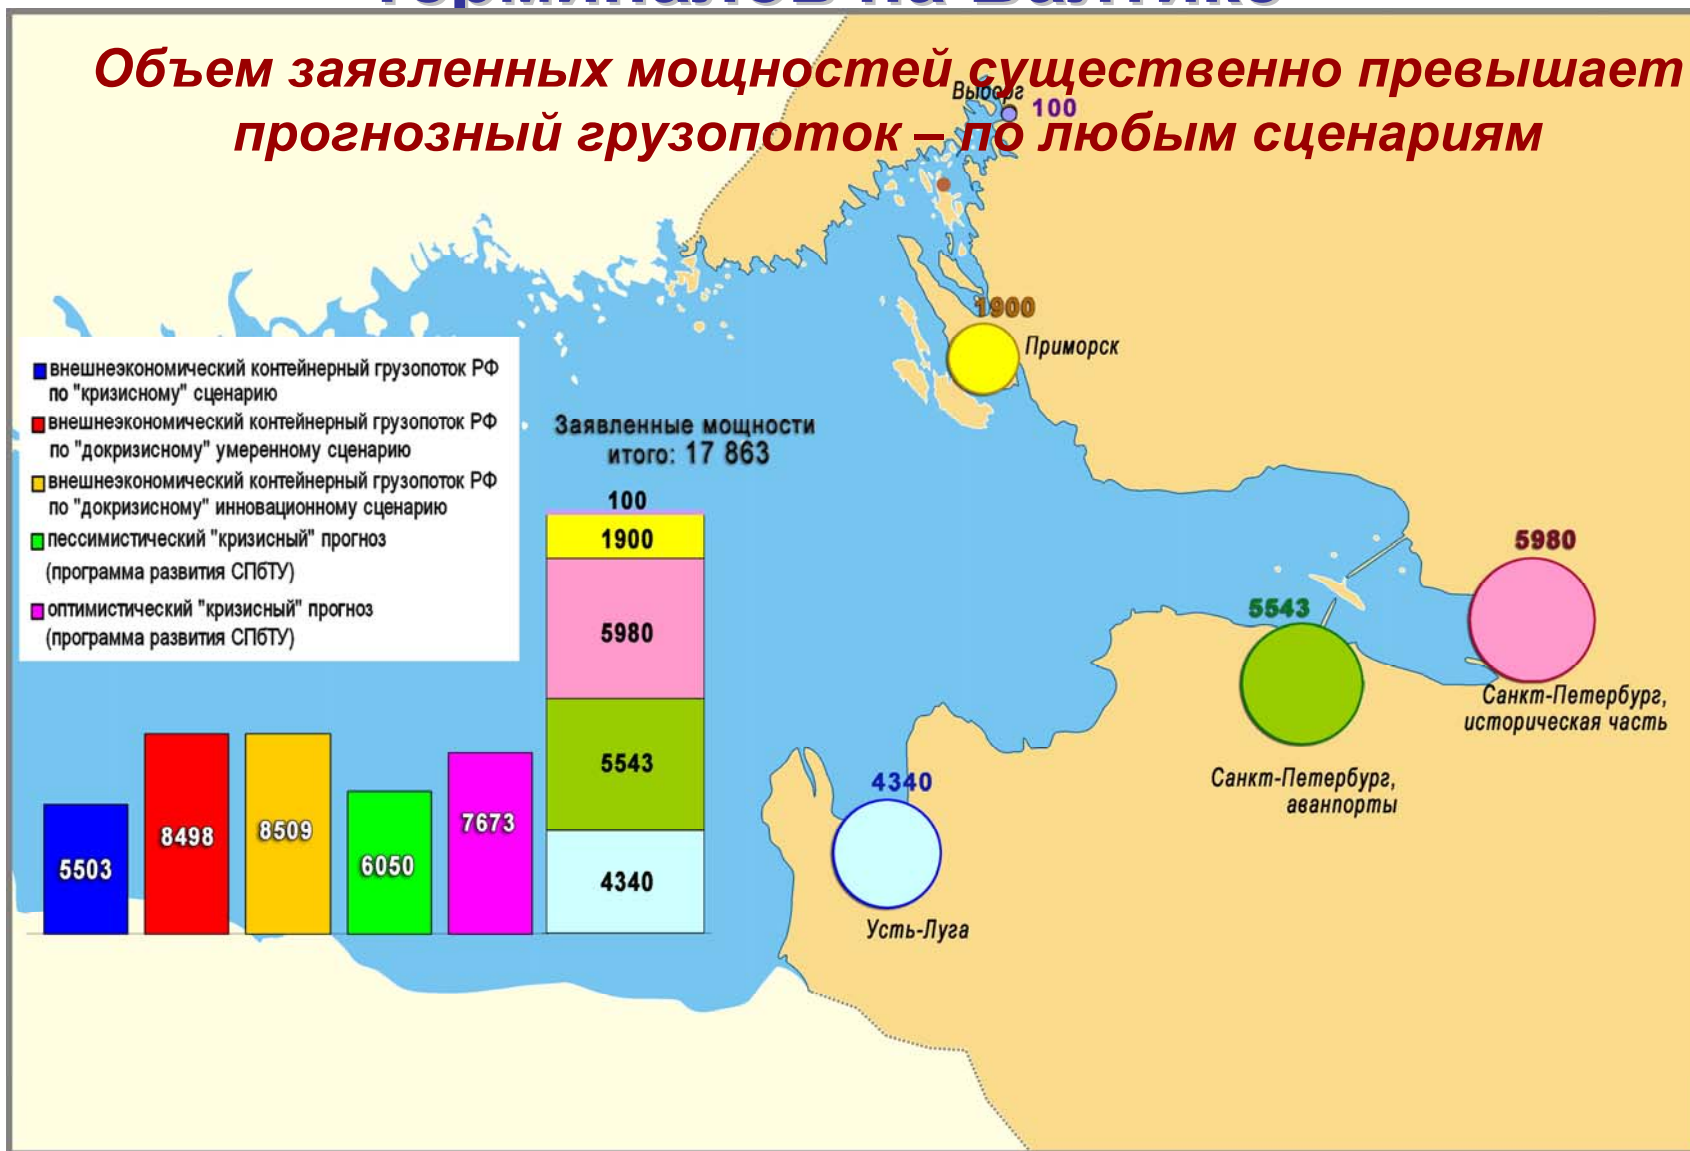 терминалов на Балтике
Объем заявленных мощностей существенно превышает
прогнозный грузопоток – по любым сценариям
Выборг
100
1900
Приморск
внешнеэкономический контейнерный грузопоток РФ
по "кризисному" сценарию
внешнеэкономический контейнерный грузопоток РФ
по "докризисному" умеренному сценарию
внешнеэкономический контейнерный грузопоток РФ
по "докризисному" инновационному сценарию
пессимистический "кризисный" прогноз
(программа развития СПбТУ)
оптимистический "кризисный" прогноз
(программа развития СПбТУ)
Заявленные мощности
итого: 17 863
100
1900
5980
5543
4340
5503
8498
8509
6050
7673
5980
Санкт-Петербург,
историческая часть
5543
Санкт-Петербург,
аванпорты
4340
Усть-Луга